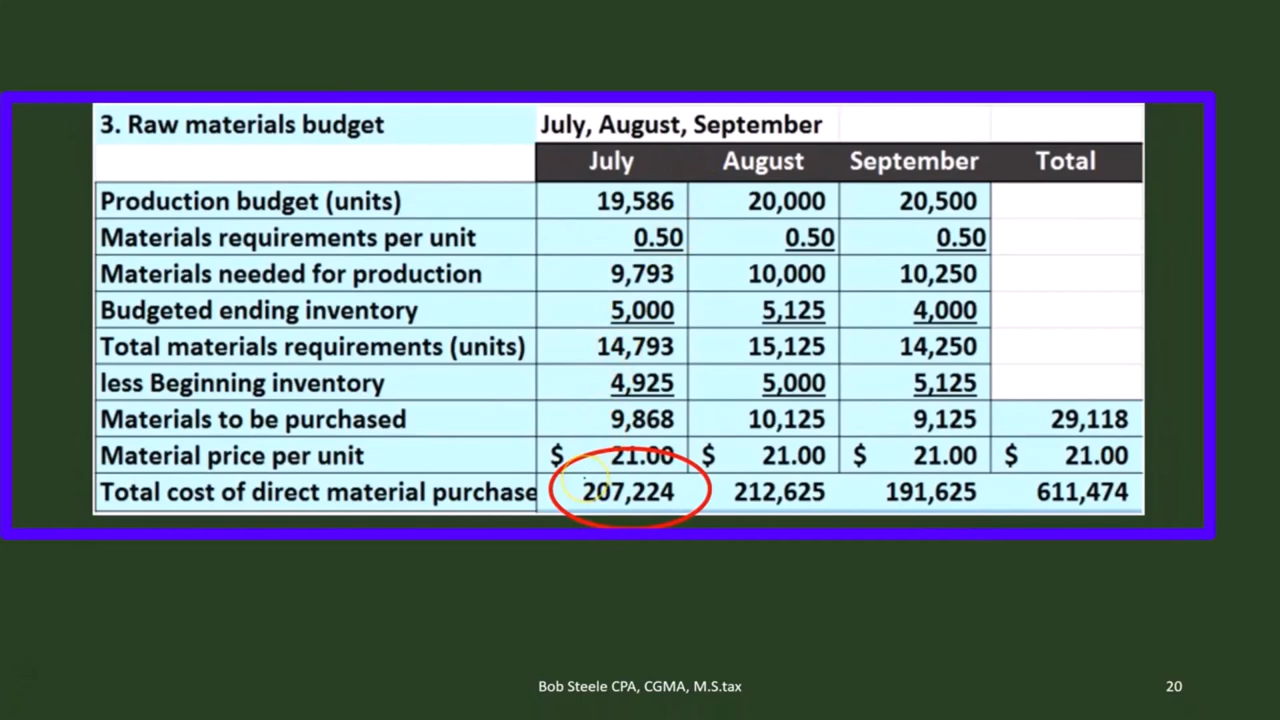 3. Raw materials budget July, August, September
July August September Total
Production budget (units) 19,586 20,000 20,500
Materials requirements per unit 0.50 0.50 0.50
Materials needed for production 9,793 10,000 10,250
Budgeted ending inventory 5,000 5,125 4,000
Total materials requirements (units) 14,793 15,125 14,250
less Beginning inventory 4,925 5,000 5,125
Materials to be purchased 9,868 10,125 9,125 29,118
Material price per unit $ 21.00 $ 21.00 $ 21.00 $ 21.00
Total cost of direct material purchase 207,224 212,625 191,625 611,474
Bob Steele CPA, CGMA, M.S.tax 20